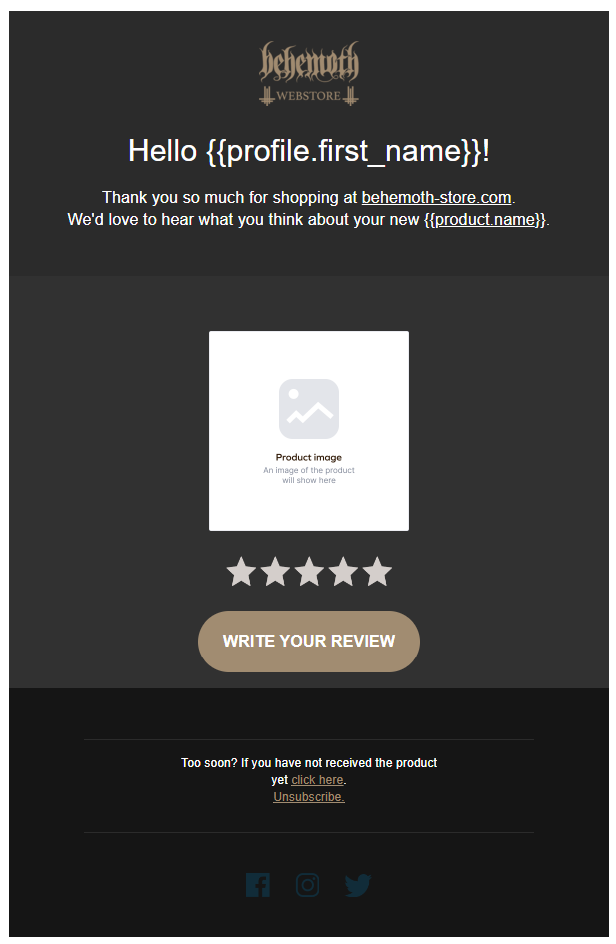 behemoth
WEBSTORE
Hello {{profile.first_name}}!
Thank you so much for shopping at behemoth-store.com.
We'd love to hear what you think about your new {{product.name}}.
Product image
An image of the product
will show here
WRITE YOUR REVIEW
Too soon? If you have not received the product
yet click here.
Unsubscribe.